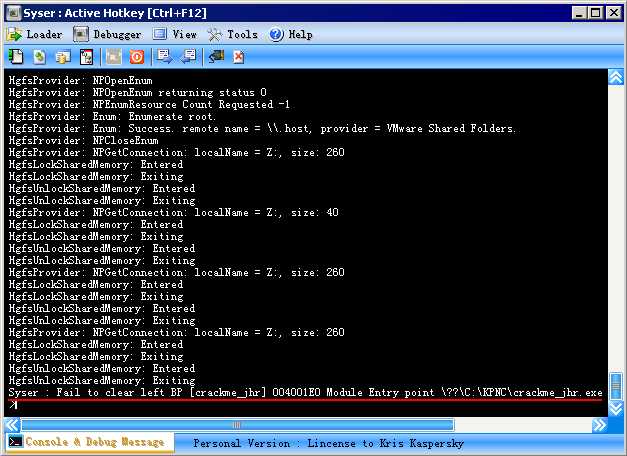 Syser : Active Hotkey [Ctrl+F12]
Loader Debugger View Tools Help
HgfsProvider: NPOpenEnum
HgfsProvider: NPOpenEnum returning status 0
HgfsProvider: NPEnumResource Count Requested -1
HgfsProvider: Enum: Enumerate root.
HgfsProvider: Enum: Success. remote name = \\.host, provider = VMware Shared Folders.
HgfsProvider: NPCloseEnum
HgfsProvider: NPGetConnection: localName = Z:, size: 260
HgfsLockSharedMemory: Entered
HgfsLockSharedMemory: Exiting
HgfsUnlockSharedMemory: Entered
HgfsUnlockSharedMemory: Exiting
HgfsProvider: NPGetConnection: localName = Z:, size: 40
HgfsLockSharedMemory: Entered
HgfsLockSharedMemory: Exiting
HgfsUnlockSharedMemory: Entered
HgfsUnlockSharedMemory: Exiting
HgfsProvider: NPGetConnection: localName = Z:, size: 260
HgfsLockSharedMemory: Entered
HgfsLockSharedMemory: Exiting
HgfsUnlockSharedMemory: Entered
HgfsUnlockSharedMemory: Exiting
HgfsProvider: NPGetConnection: localName = Z:, size: 260
HgfsLockSharedMemory: Entered
HgfsLockSharedMemory: Exiting
HgfsUnlockSharedMemory: Entered
HgfsUnlockSharedMemory: Exiting
Syser : Fail to clear left BP [crackme_jhr] 004001E0 Module Entry point \??\C:\KPNC\crackme_jhr.exe
>
Console & Debug Message Personal Version : Lincense to Kris Kaspersky